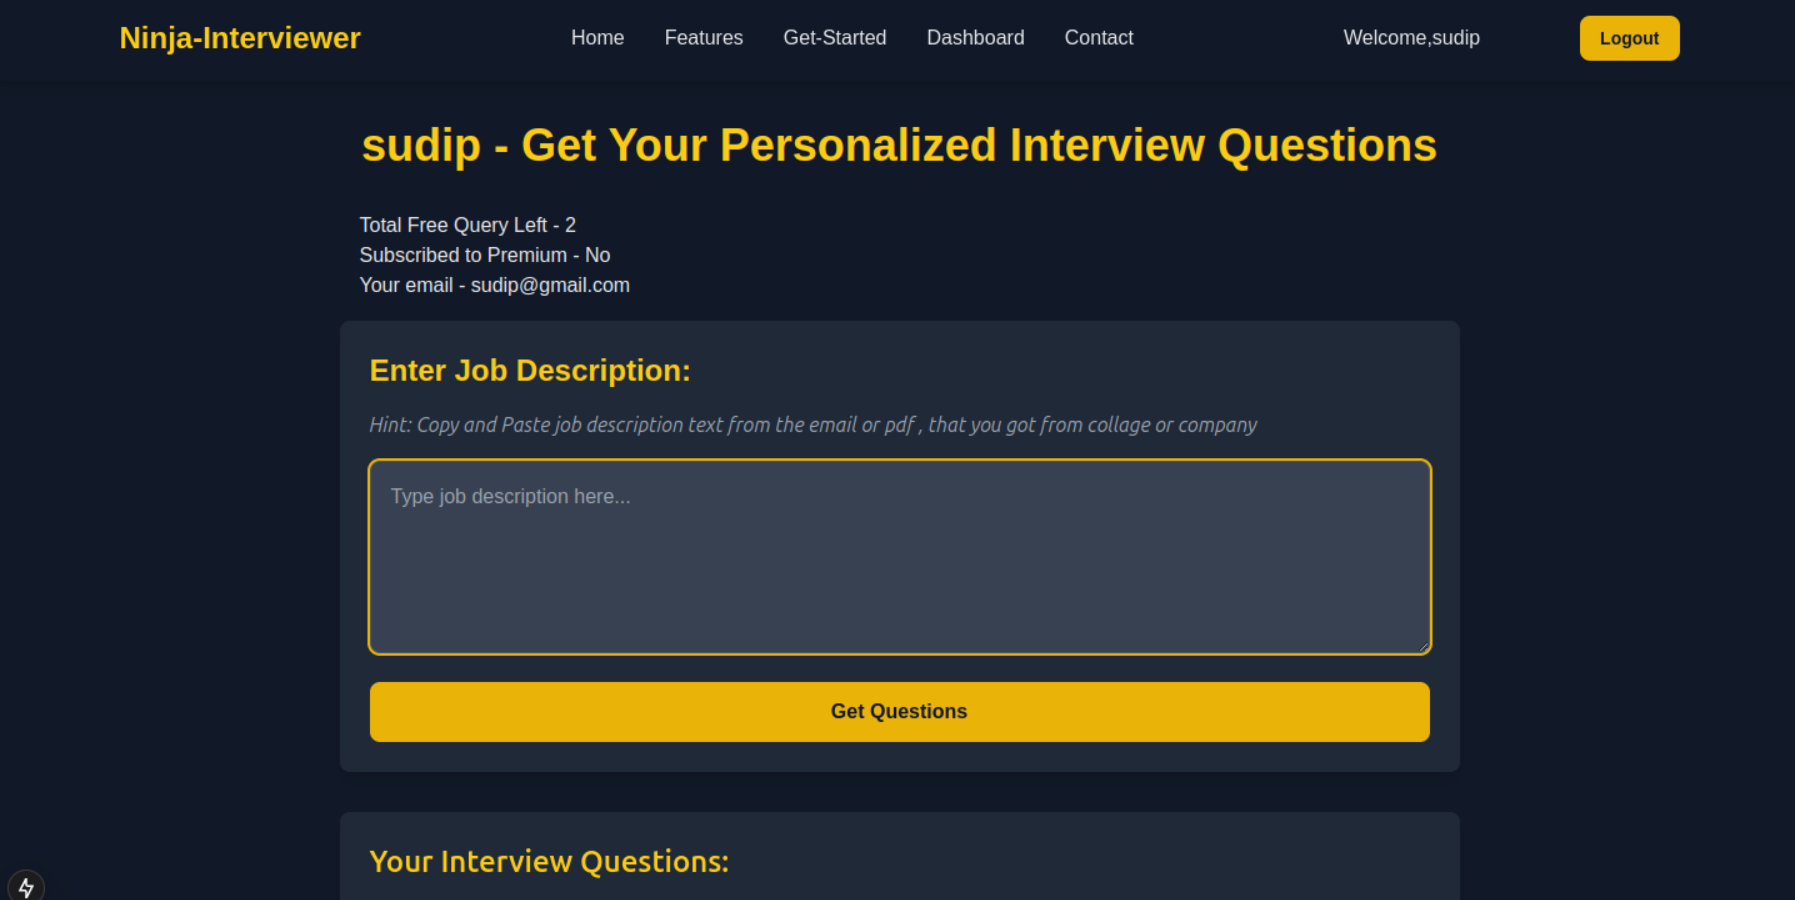 Ninja-Interviewer
Home Features Get-Started Dashboard Contact
Welcome,sudip
Logout
sudip - Get Your Personalized Interview Questions
Total Free Query Left - 2
Subscribed to Premium - No
Your email - sudip@gmail.com
Enter Job Description:
Hint: Copy and Paste job description text from the email or pdf , that you got from collage or company
Type job description here...
Get Questions
Your Interview Questions: